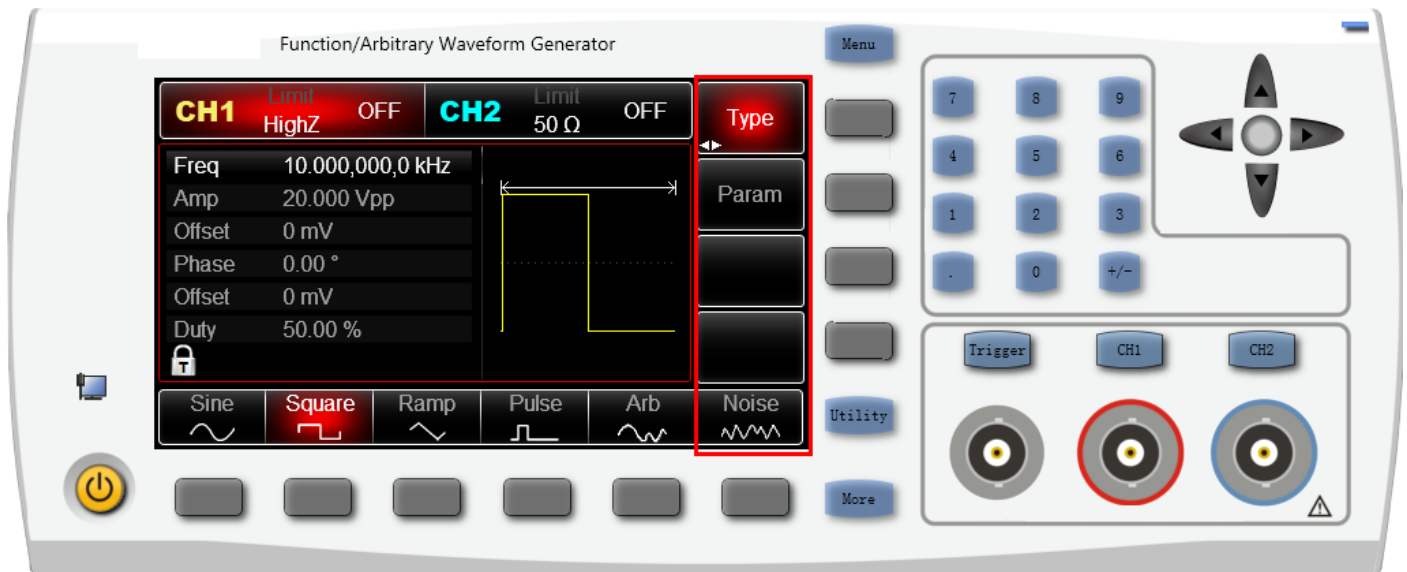 Function/Arbitrary Waveform Generator
Menu
CH1 Limit HighZ OFF
CH2 Limit 50 Ω OFF
Type
Freq 10.000,000,0 kHz
Amp 20.000 Vpp
Offset 0 mV
Phase 0.00 °
Offset 0 mV
Duty 50.00 %
T
Param
Sine
Square
Ramp
Pulse
Arb
Noise
Utility
More
7 8 9
4 5 6
1 2 3
. 0 +/-
Trigger
CH1
CH2